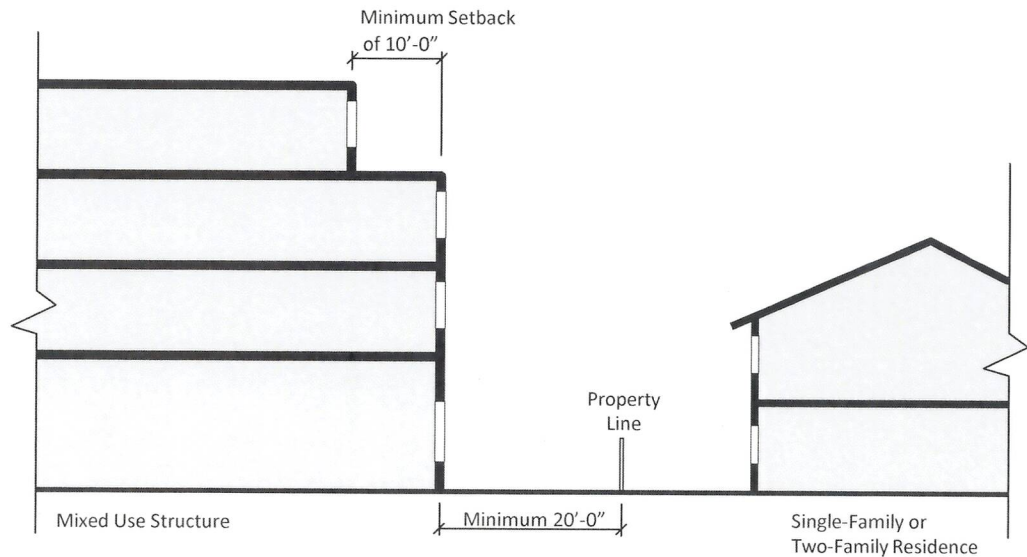 Minimum Setback
of 10’-0”
Property
Line
Mixed Use Structure
Minimum 20’-0”
Single-Family or
Two-Family Residence